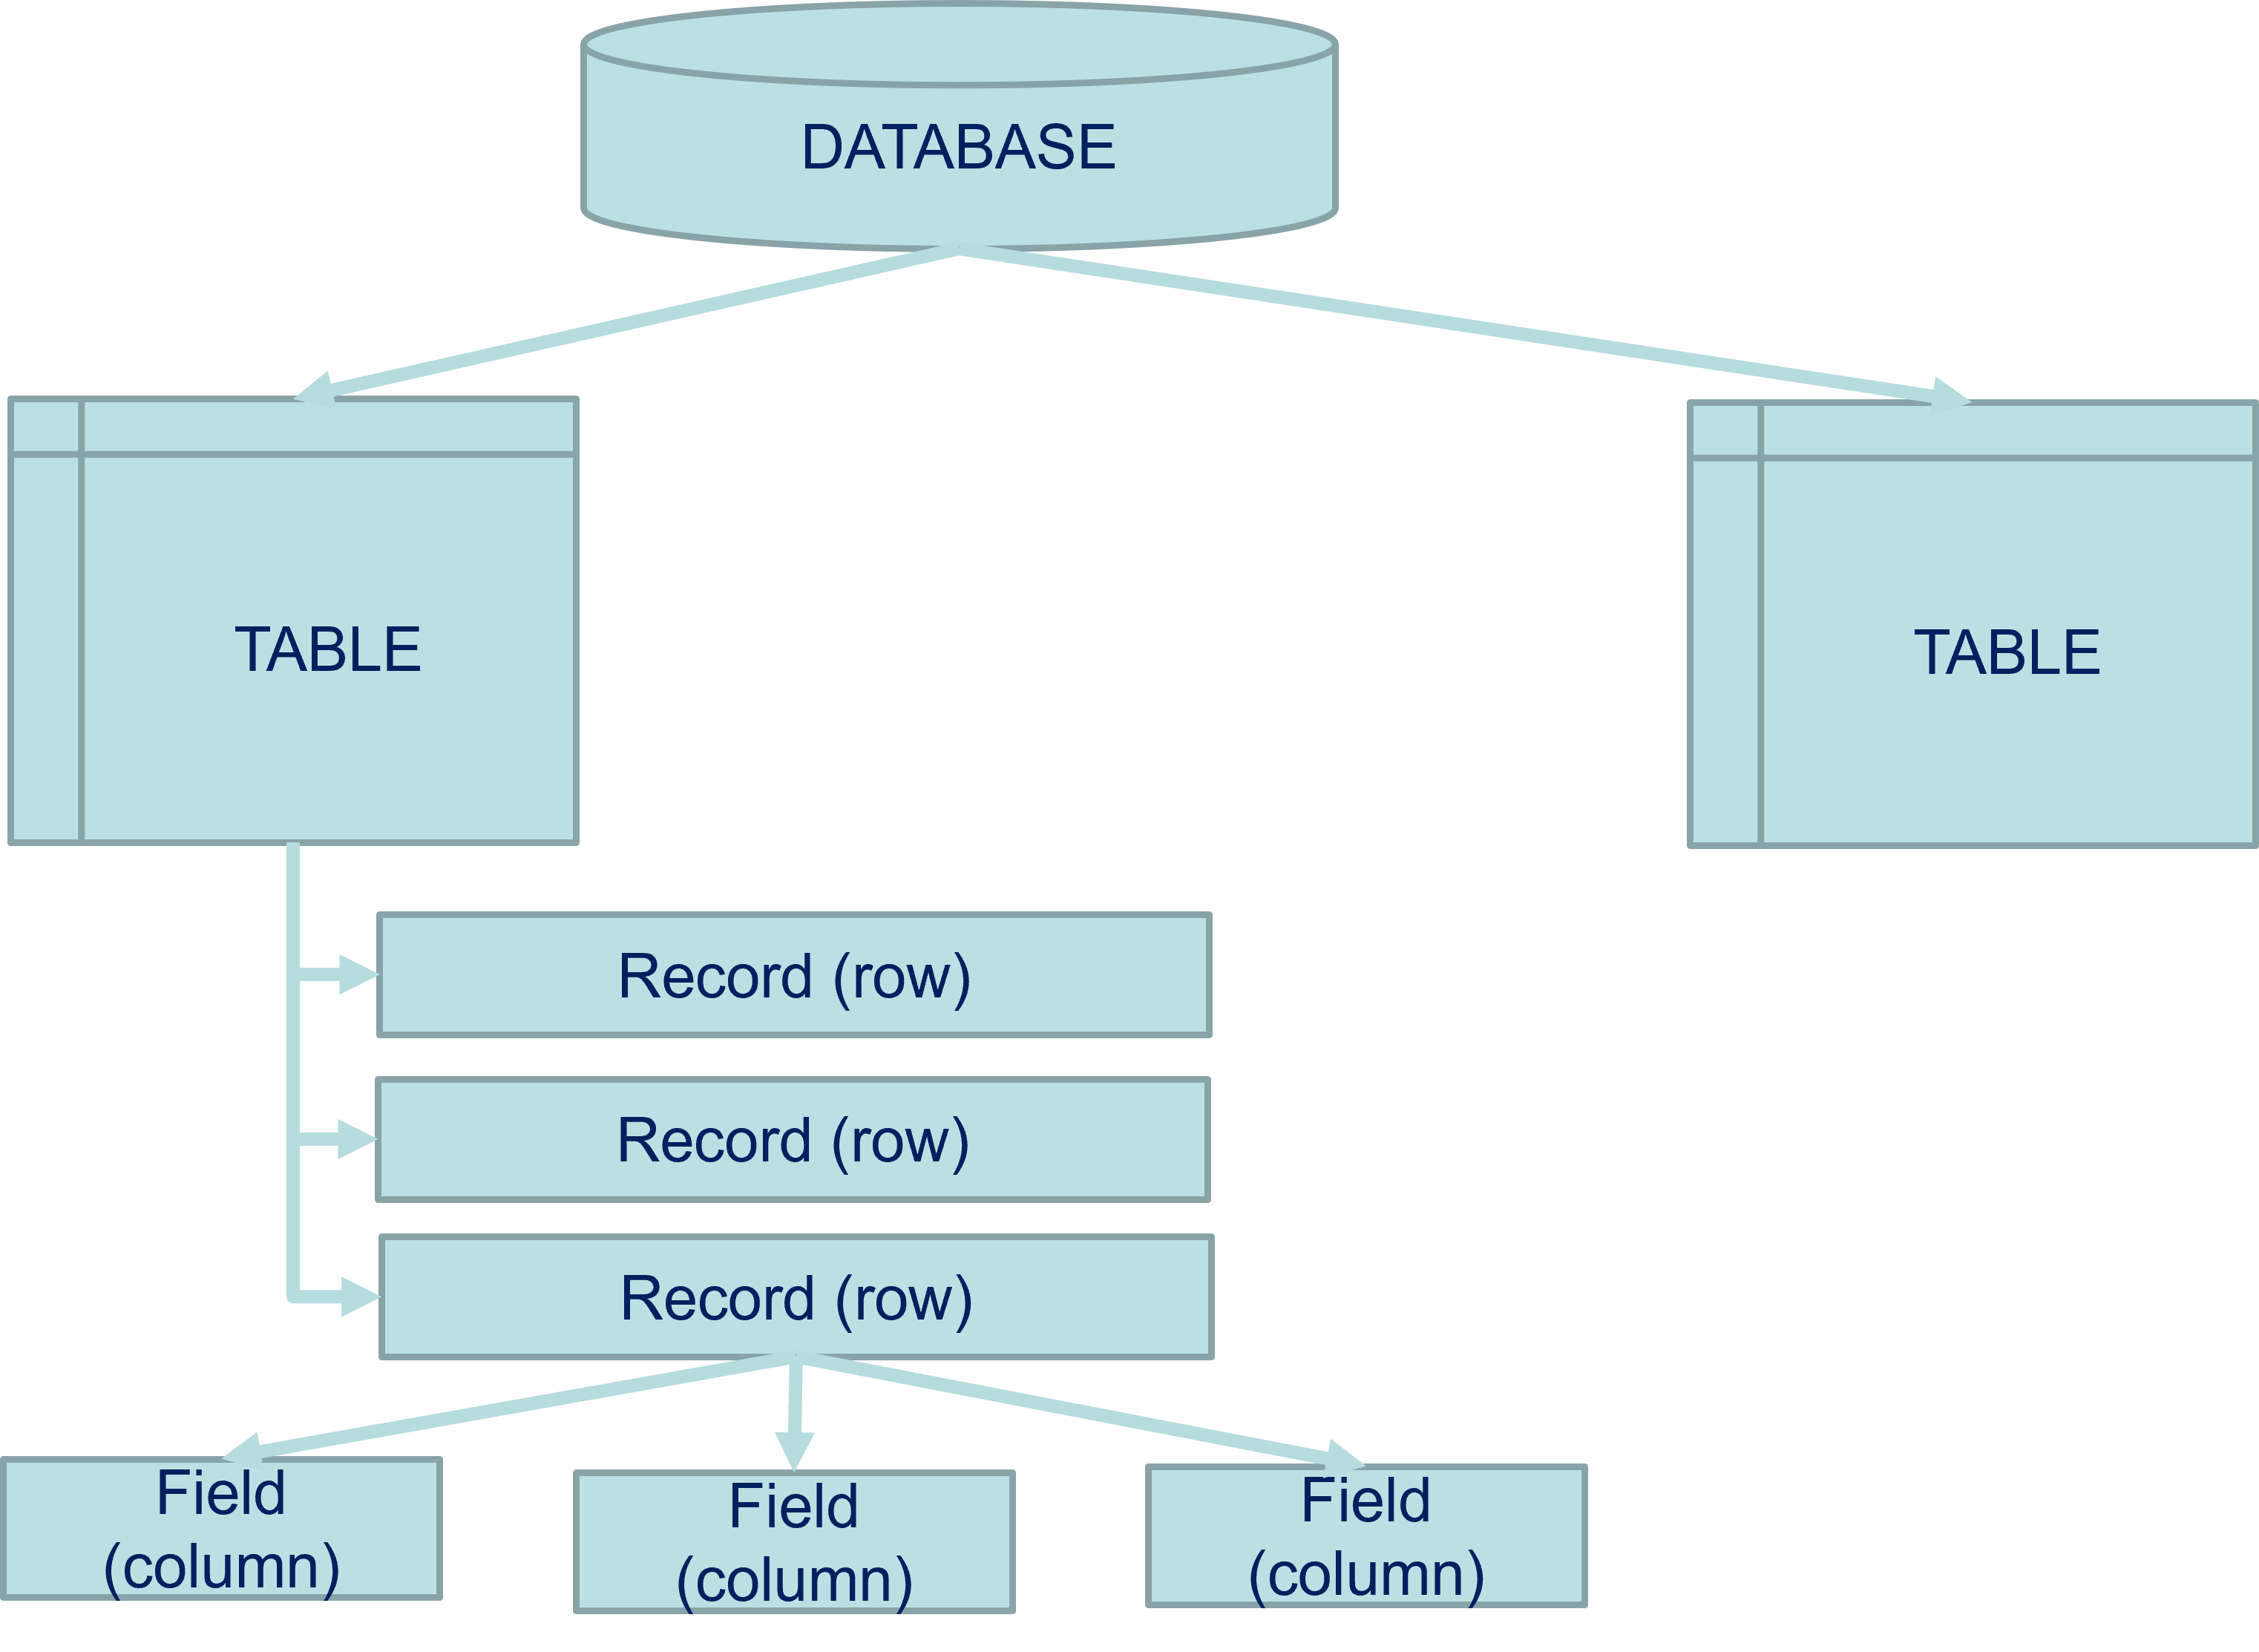 DATABASE
TABLE
TABLE
Record (row)
Record (row)
Record (row)
Field
(column)
Field
(column)
Field
(column)